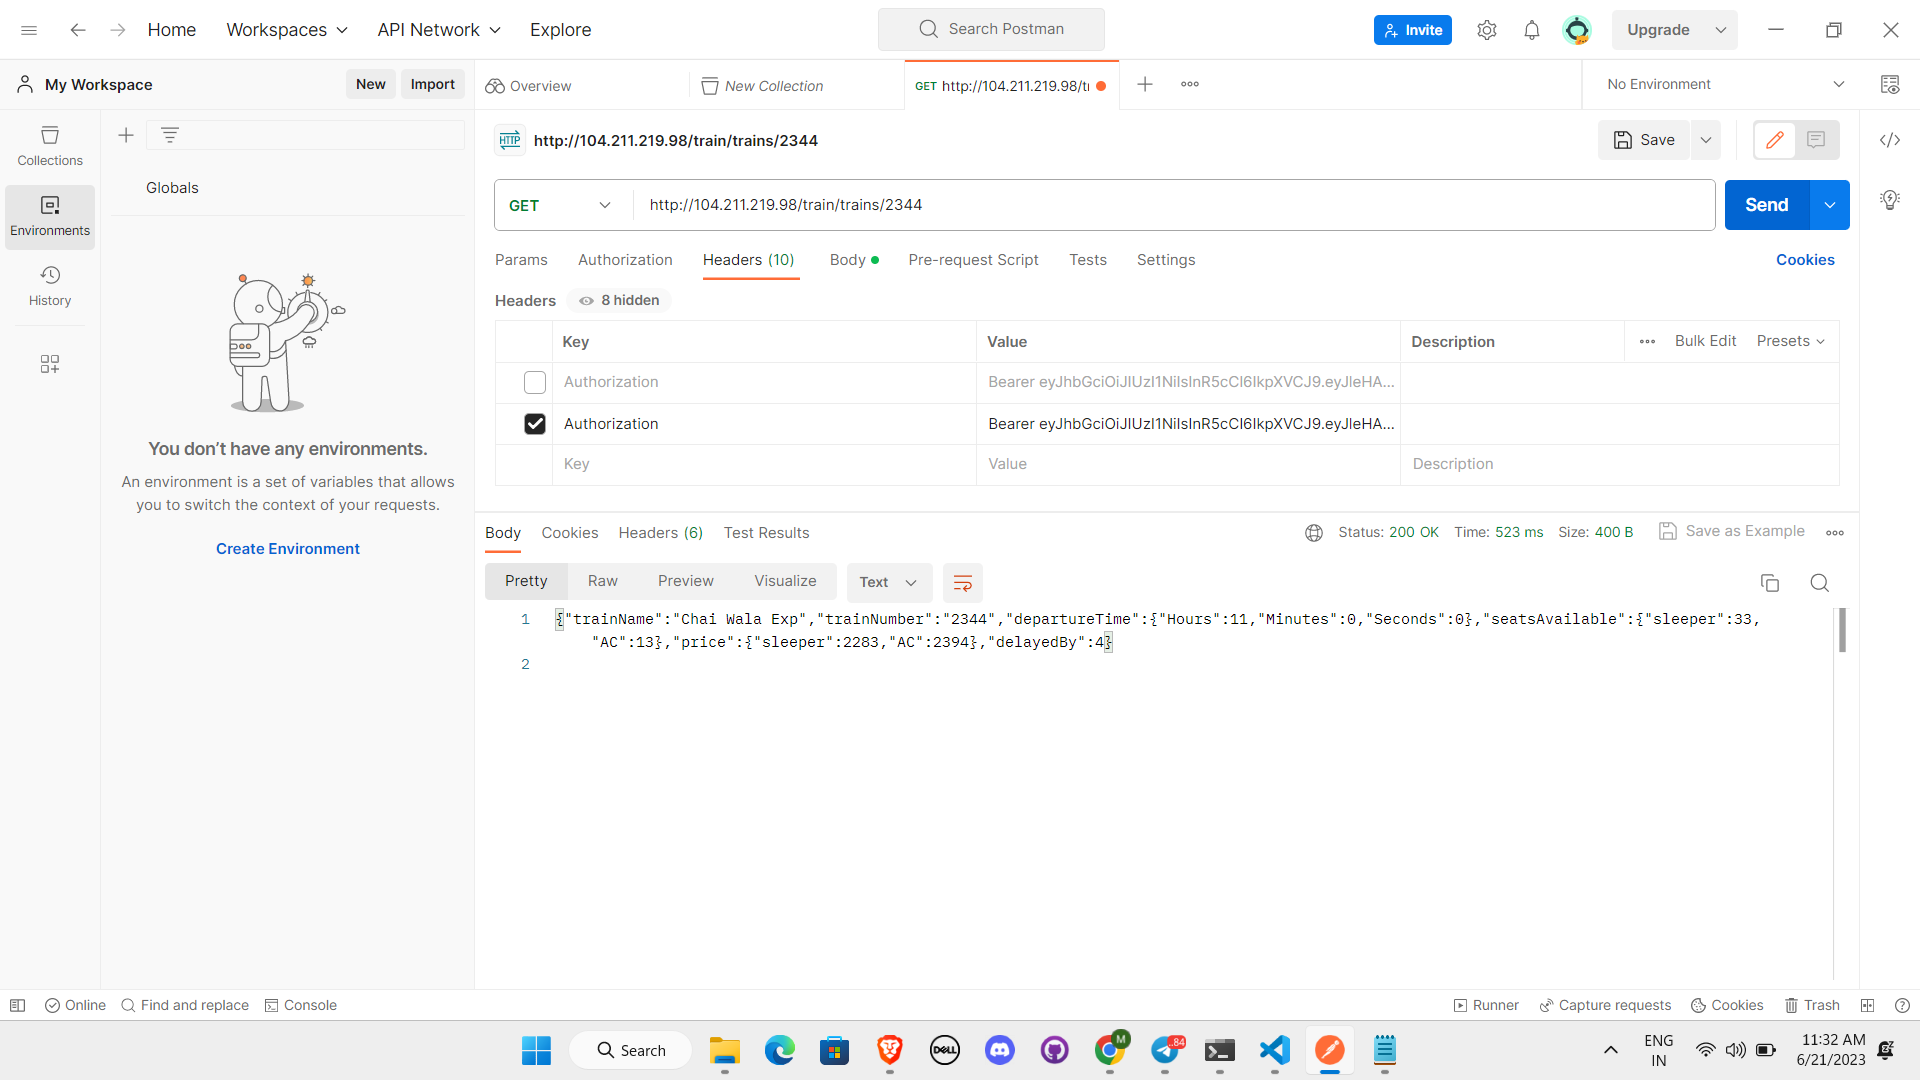 Home Workspaces API Network Explore Search Postman Invite Upgrade
My Workspace New Import Overview New Collection GET http://104.211.219.98/tr No Environment
Collections
Environments
History
Globals
You don’t have any environments.
An environment is a set of variables that allows
you to switch the context of your requests.
Create Environment
HTTP http://104.211.219.98/train/trains/2344 Save
GET http://104.211.219.98/train/trains/2344 Send
Params Authorization Headers (10) Body Pre-request Script Tests Settings Cookies
Headers 8 hidden
Key Value Description Bulk Edit Presets
Authorization Bearer eyJhbGciOiJIUzI1NiIsInR5cCI6IkpXVCJ9.eyJleHA...
Authorization Bearer eyJhbGciOiJIUzI1NiIsInR5cCI6IkpXVCJ9.eyJleHA...
Key Value Description
Body Cookies Headers (6) Test Results Status: 200 OK Time: 523 ms Size: 400 B Save as Example
Pretty Raw Preview Visualize Text
1 {"trainName":"Chai Wala Exp","trainNumber":"2344","departureTime":{"Hours":11,"Minutes":0,"Seconds":0},"seatsAvailable":{"sleeper":33,
"AC":13},"price":{"sleeper":2283,"AC":2394},"delayedBy":4}
2
Online Find and replace Console Runner Capture requests Cookies Trash
Search DELL M 84 ENG
IN
11:32 AM
6/21/2023